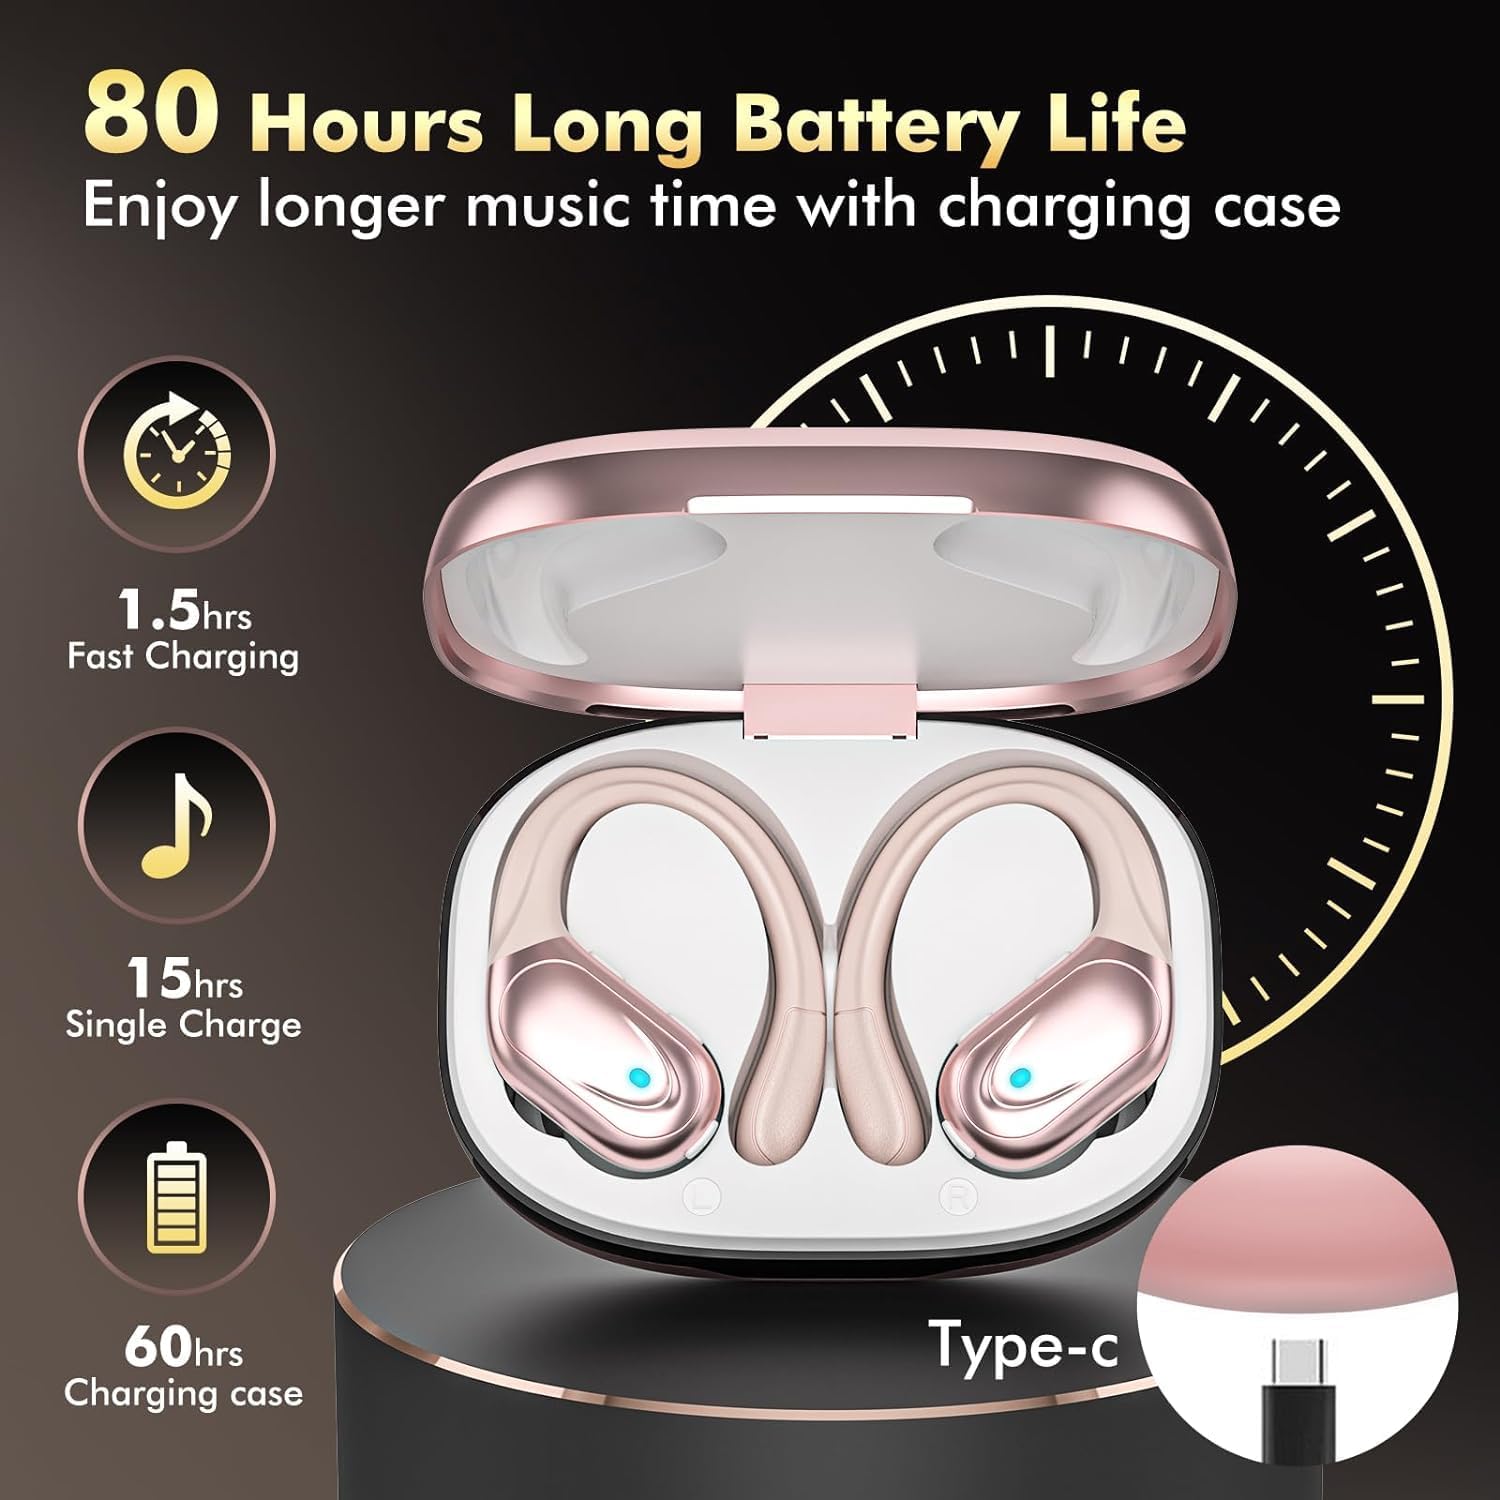 80 Hours Long Battery Life
Enjoy longer music time with charging case
1.5hrs
Fast Charging
15hrs
Single Charge
60hrs
Charging case
L
R
Type-c